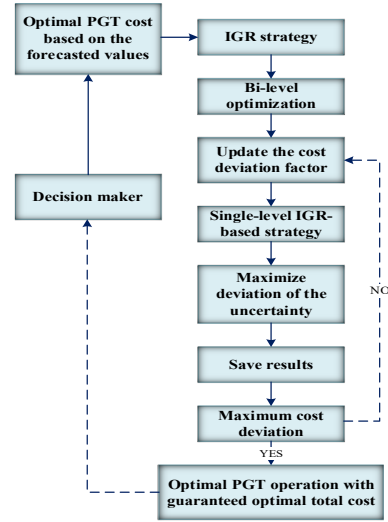 Optimal PGT cost
based on the
forecasted values
IGR strategy
Bi-level
optimization
Update the cost
deviation factor
Decision maker
Single-level IGR-
based strategy
Maximize
deviation of the
uncertainty
NO
Save results
Maximum cost
deviation
YES
Optimal PGT operation with
guaranteed optimal total cost